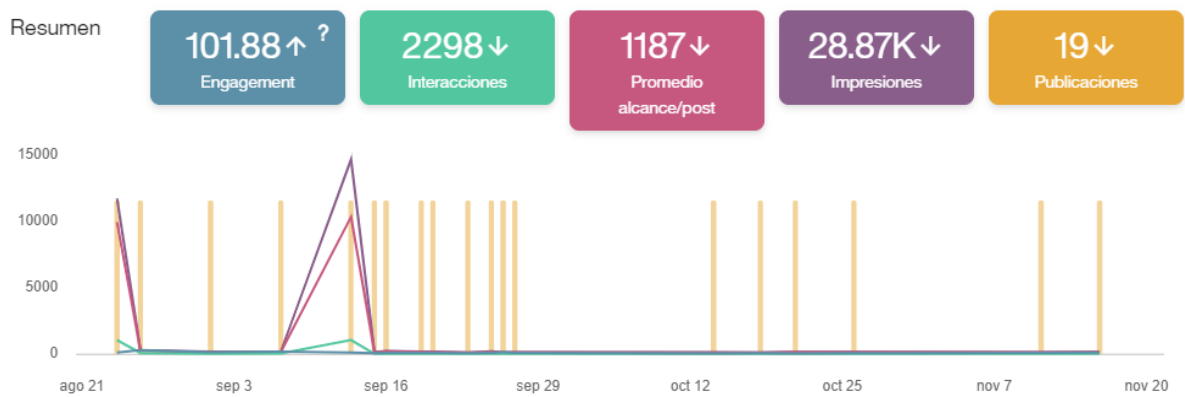 Resumen
101.88↑ ?
Engagement
2298↓
Interacciones
1187↓
Promedio
alcance/post
28.87K↓
Impresiones
19↓
Publicaciones
15000
10000
5000
0
ago 21 sep 3 sep 16 sep 29 oct 12 oct 25 nov 7 nov 20